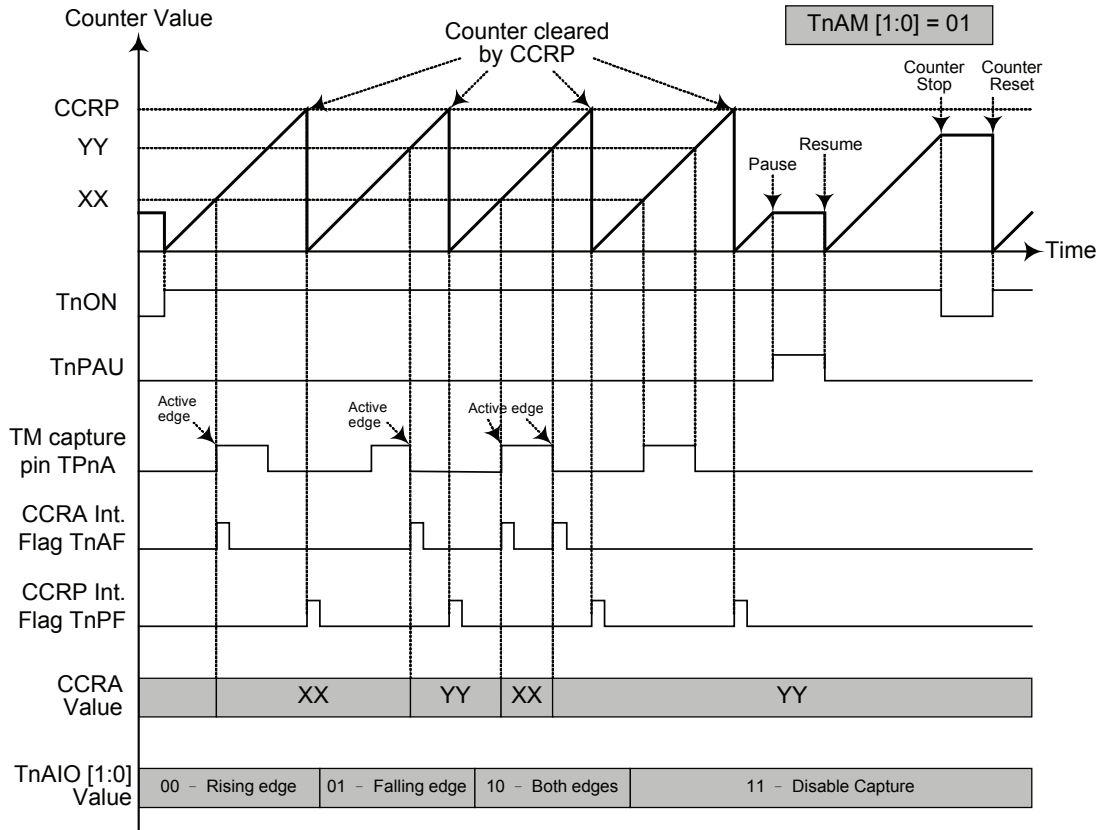 Counter Value
TnAM [1:0] = 01
Counter cleared
by CCRP
Counter
Stop
Counter
Reset
CCRP
YY
Pause
Resume
XX
Time
TnON
TnPAU
Active
edge
Active
edge
Active edge
TM capture
pin TPnA
CCRA Int.
Flag TnAF
CCRP Int.
Flag TnPF
CCRA
Value
XX
YY
XX
YY
TnAIO [1:0]
Value
00 - Rising edge
01 - Falling edge
10 - Both edges
11 - Disable Capture